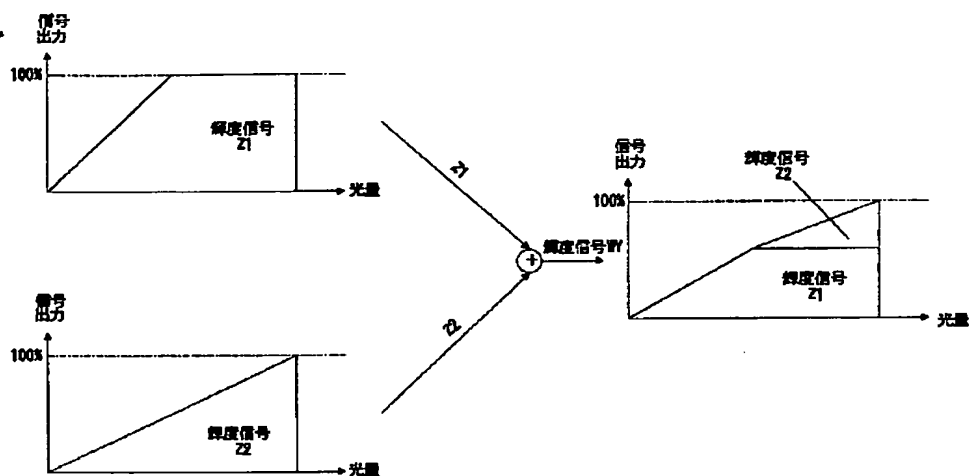 信号
出力
100%
輝度信号
Z1
光量
Z1
信号
出力
100%
輝度信号
Z2
輝度信号WY
輝度信号
Z1
光量
信号
出力
100%
輝度信号
Z2
光量
Z2